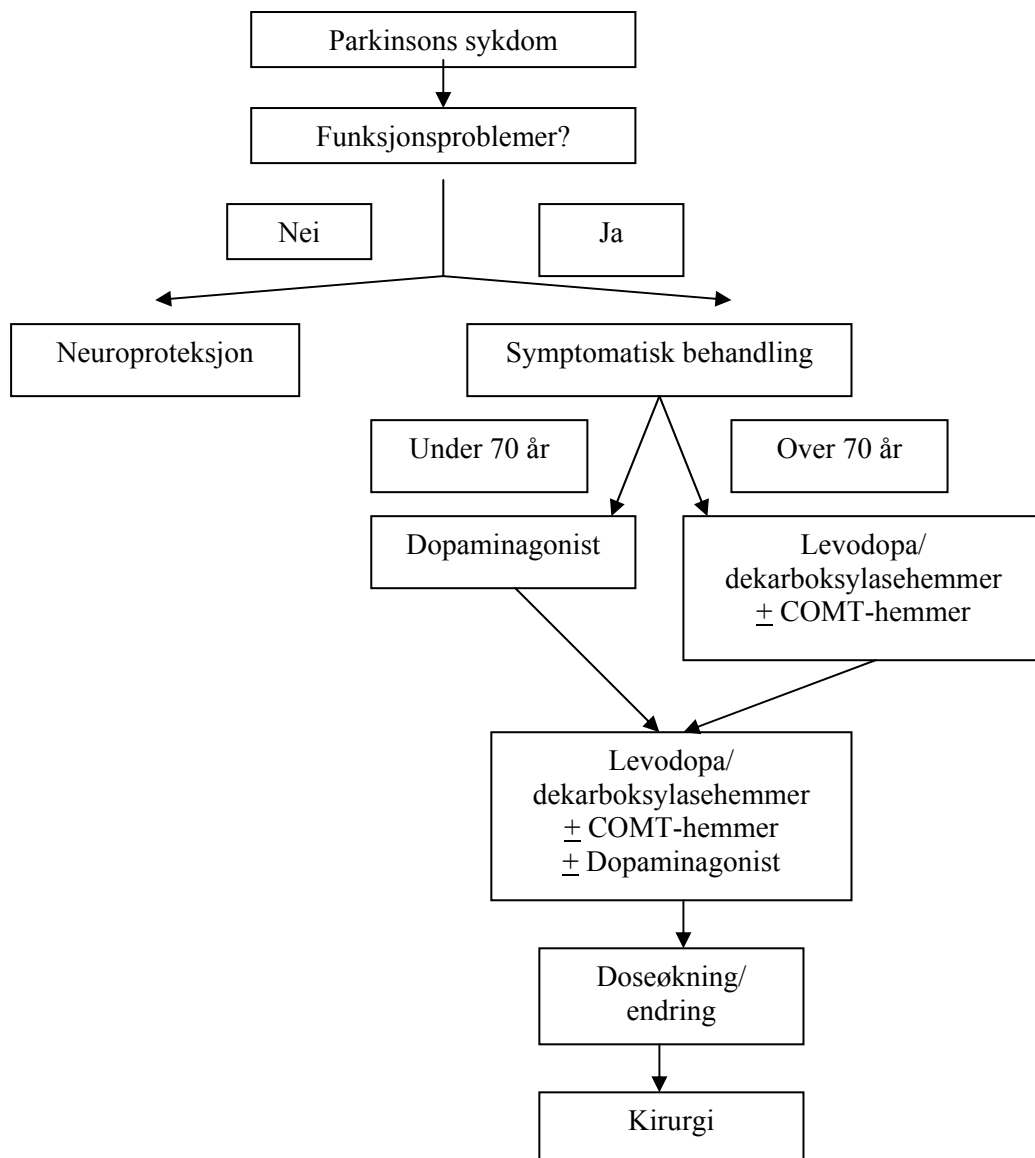 Parkinsons sykdom
Funksjonsproblemer?
Nei
Ja
Neuroproteksjon
Symptomatisk behandling
Under 70 år
Over 70 år
Dopaminagonist
Levodopa/
dekarboksylasehemmer
+ COMT-hemmer
Levodopa/
dekarboksylasehemmer
+ COMT-hemmer
+ Dopaminagonist
Doseøkning/
endring
Kirurgi